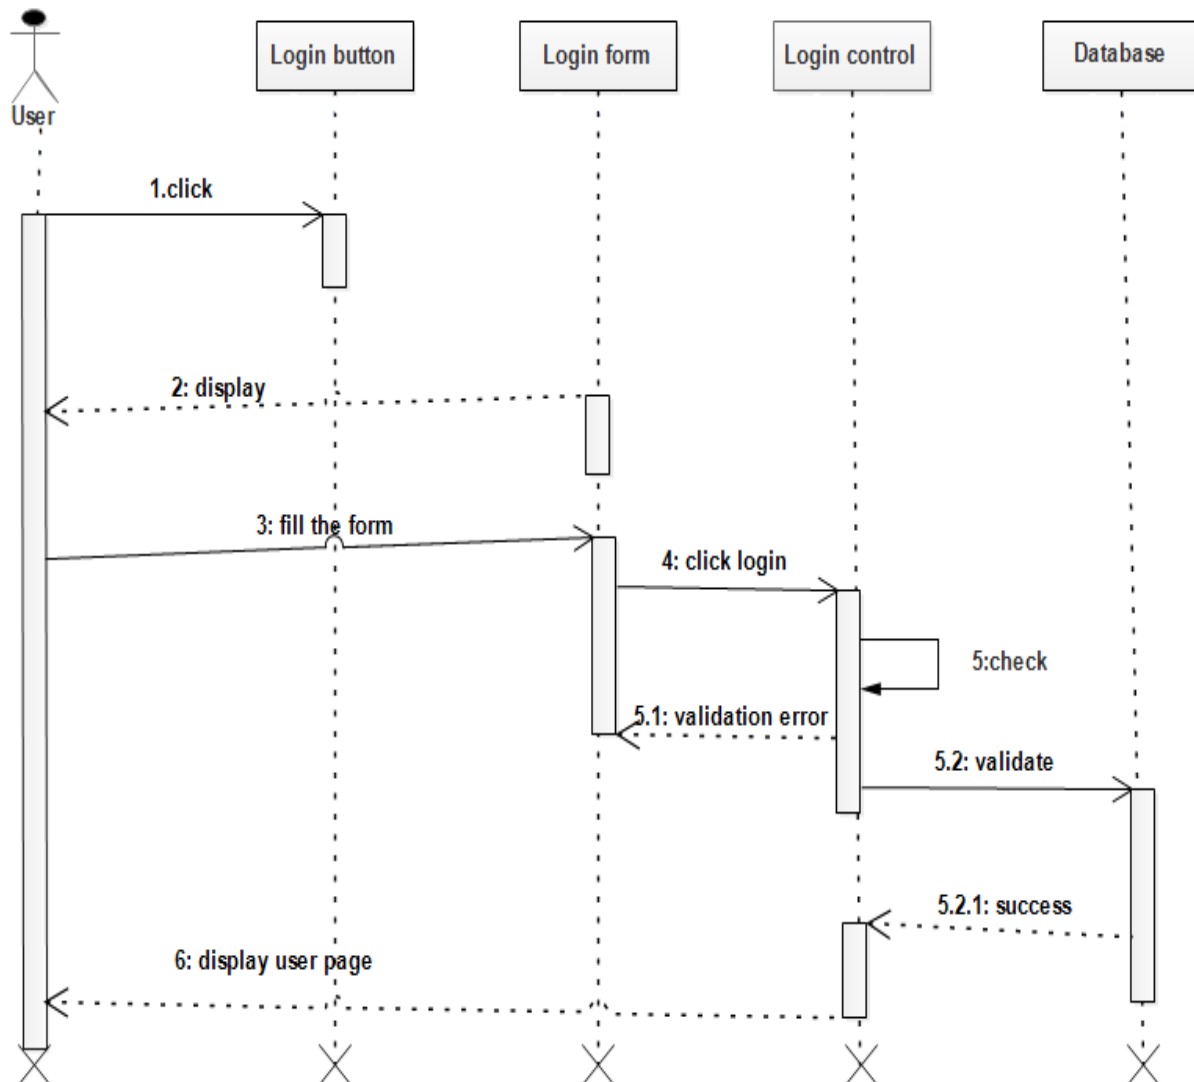 Login button
Login form
Login control
Database
User
1.click
2: display
3: fill the form
4: click login
5:check
5.1: validation error
5.2: validate
5.2.1: success
6: display user page